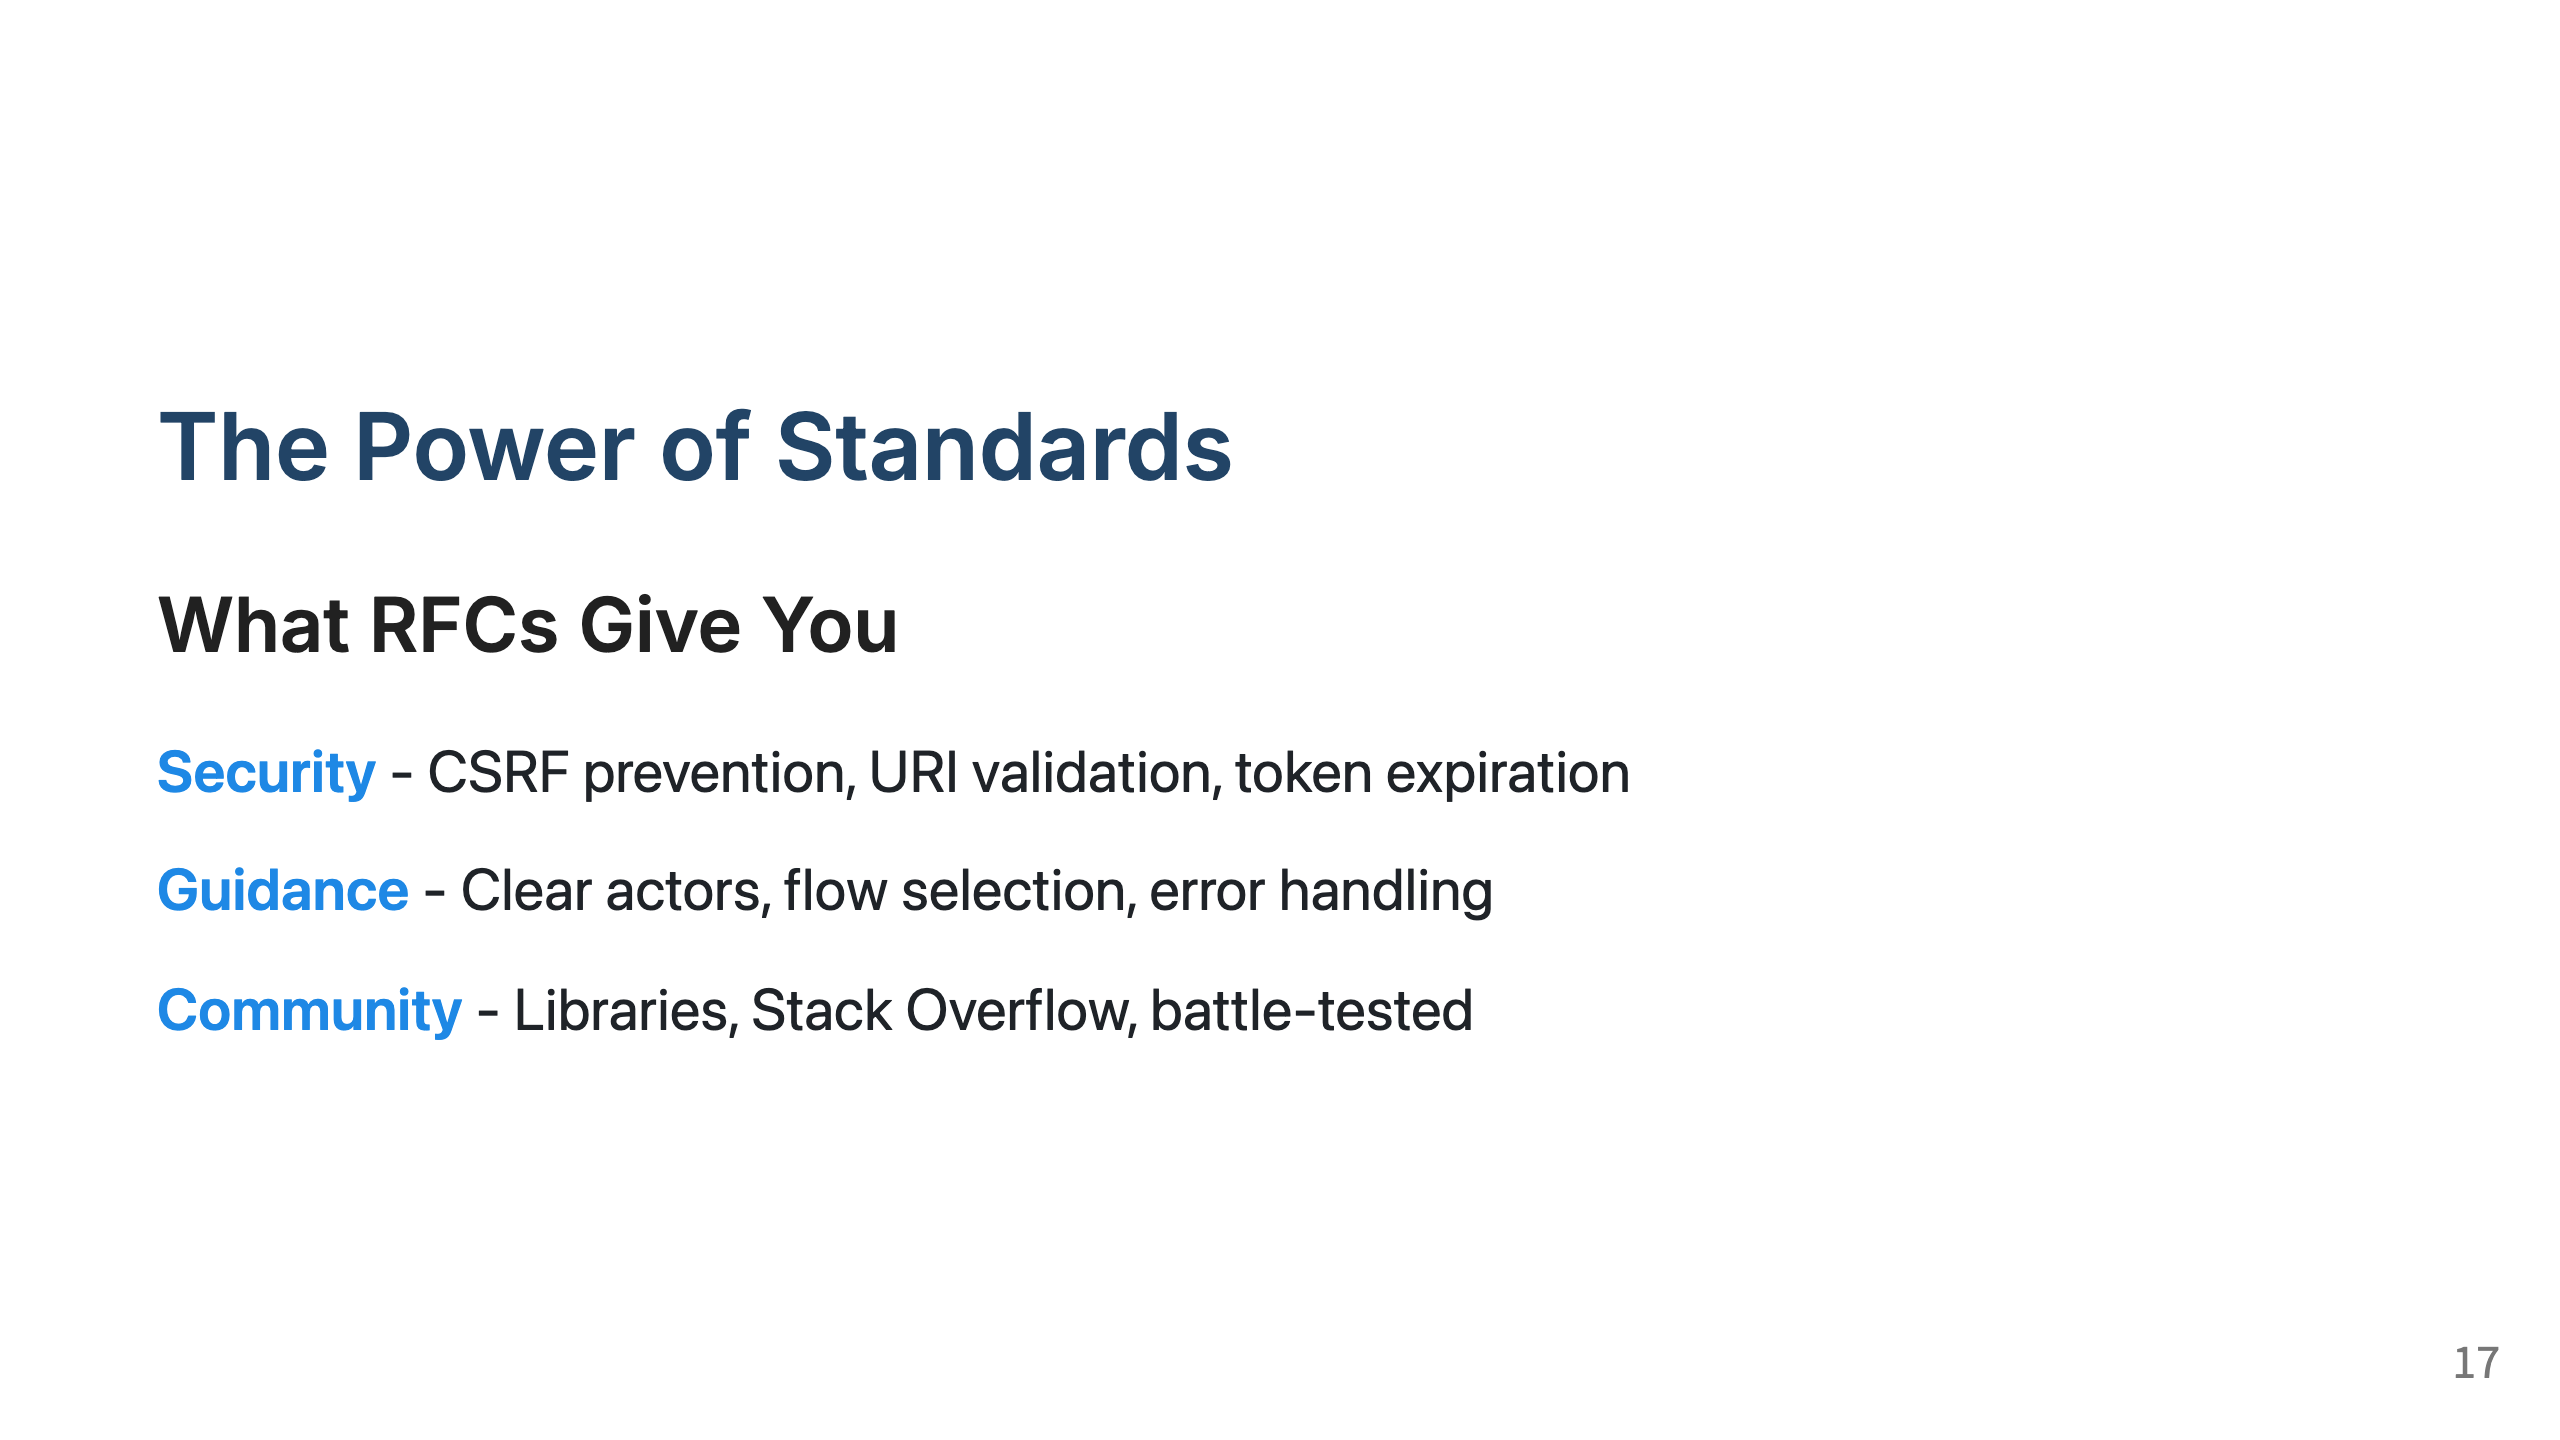 The Power of Standards
What RFCs Give You
Security - CSRF prevention, URI validation, token expiration
Guidance - Clear actors, flow selection, error handling
Community - Libraries, Stack Overflow, battle-tested
17